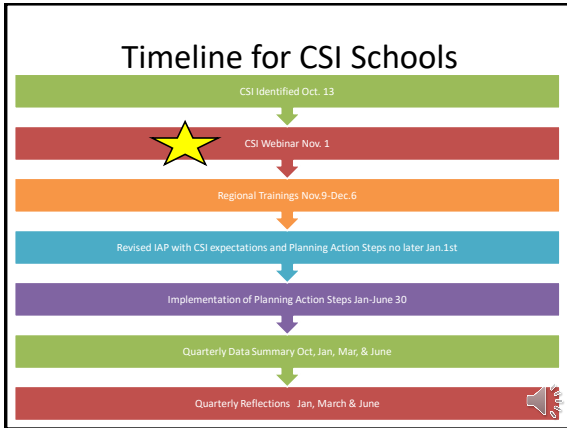 Timeline for CSI Schools
CSI Identified Oct. 13
CSI Webinar Nov. 1
Regional Trainings Nov.9-Dec.6
Revised IAP with CSI expectations and Planning Action Steps no later Jan.1st
Implementation of Planning Action Steps Jan-June 30
Quarterly Data Summary Oct, Jan, Mar, & June
Quarterly Reflections Jan, March & June